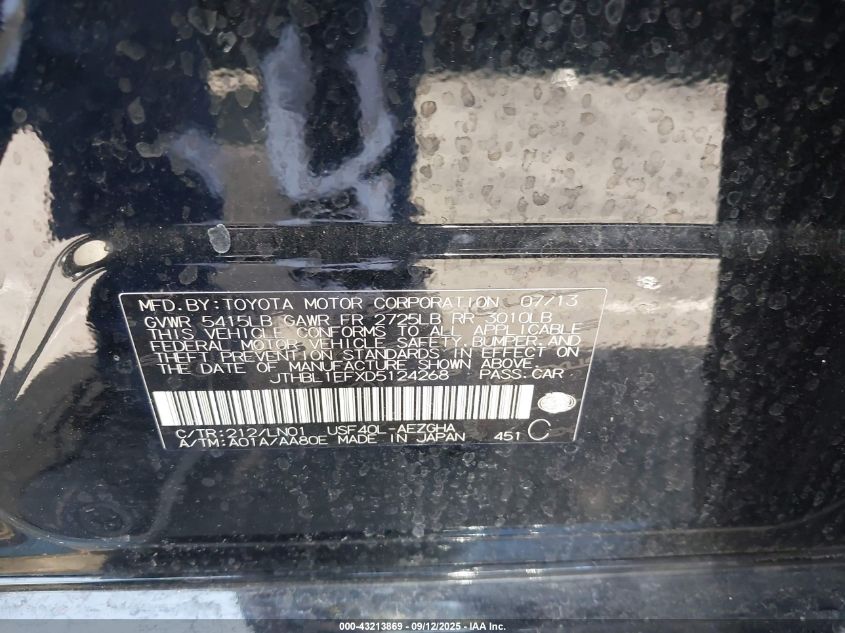 MFD. BY: TOYOTA MOTOR CORPORATION 07/13
GVWR 5415LB GAWR FR 2725LB RR 3010LB
THIS VEHICLE CONFORMS TO ALL APPLICABLE
FEDERAL MOTOR VEHICLE SAFETY, BUMPER, AND
THEFT PREVENTION STANDARDS IN EFFECT ON
THE DATE OF MANUFACTURE SHOWN ABOVE.
JTHBL1EFXD5124268 PASS. CAR
C/TR: 212/LN01 USF40L-AEZGHA
A/TM: A01A/AA80E MADE IN JAPAN 451 C
000-43213869 - 09/12/2025 - IAA Inc.